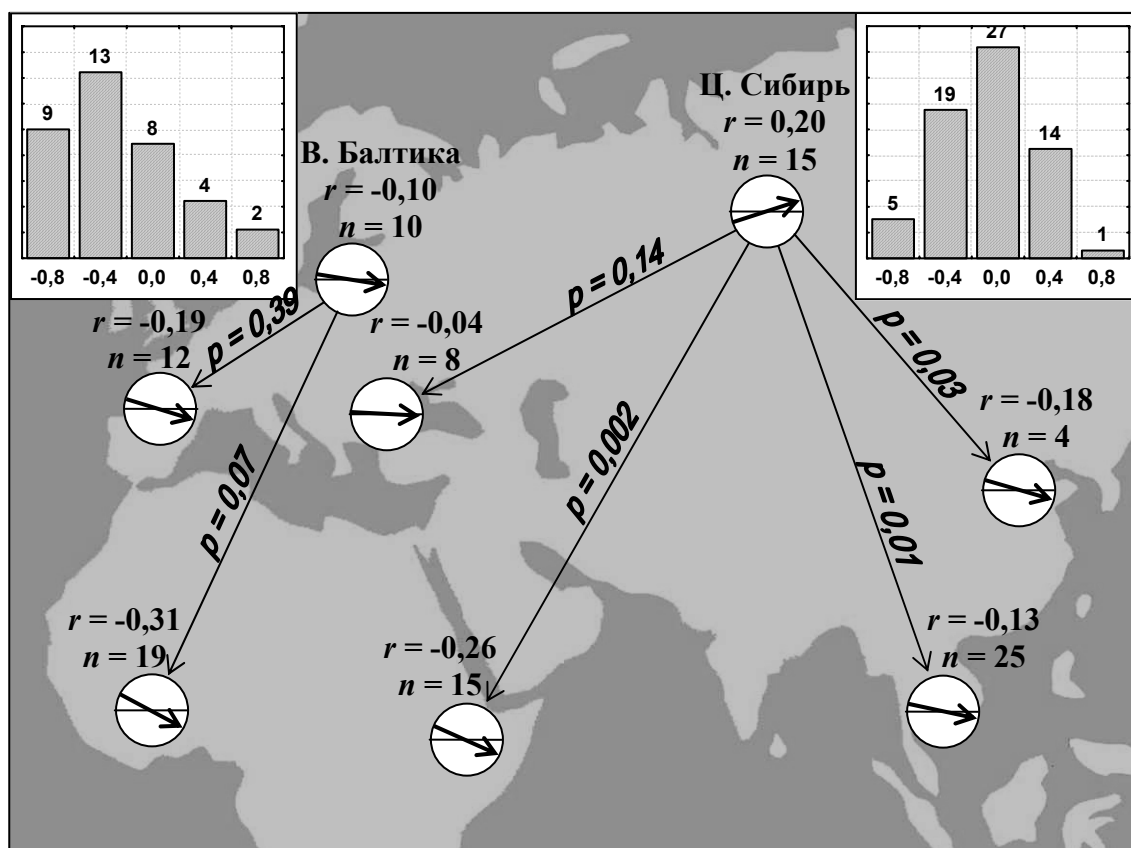 13
9
8
4
2
-0,8 -0,4 0,0 0,4 0,8
27
19
14
5
1
-0,8 -0,4 0,0 0,4 0,8
Ц. Сибирь
r = 0,20
n = 15
В. Балтика
r = -0,10
n = 10
p = 0,39
p = 0,14
p = 0,03
r = -0,19
n = 12
r = -0,04
n = 8
r = -0,18
n = 4
p = 0,07
p = 0,002
p = 0,01
r = -0,31
n = 19
r = -0,26
n = 15
r = -0,13
n = 25